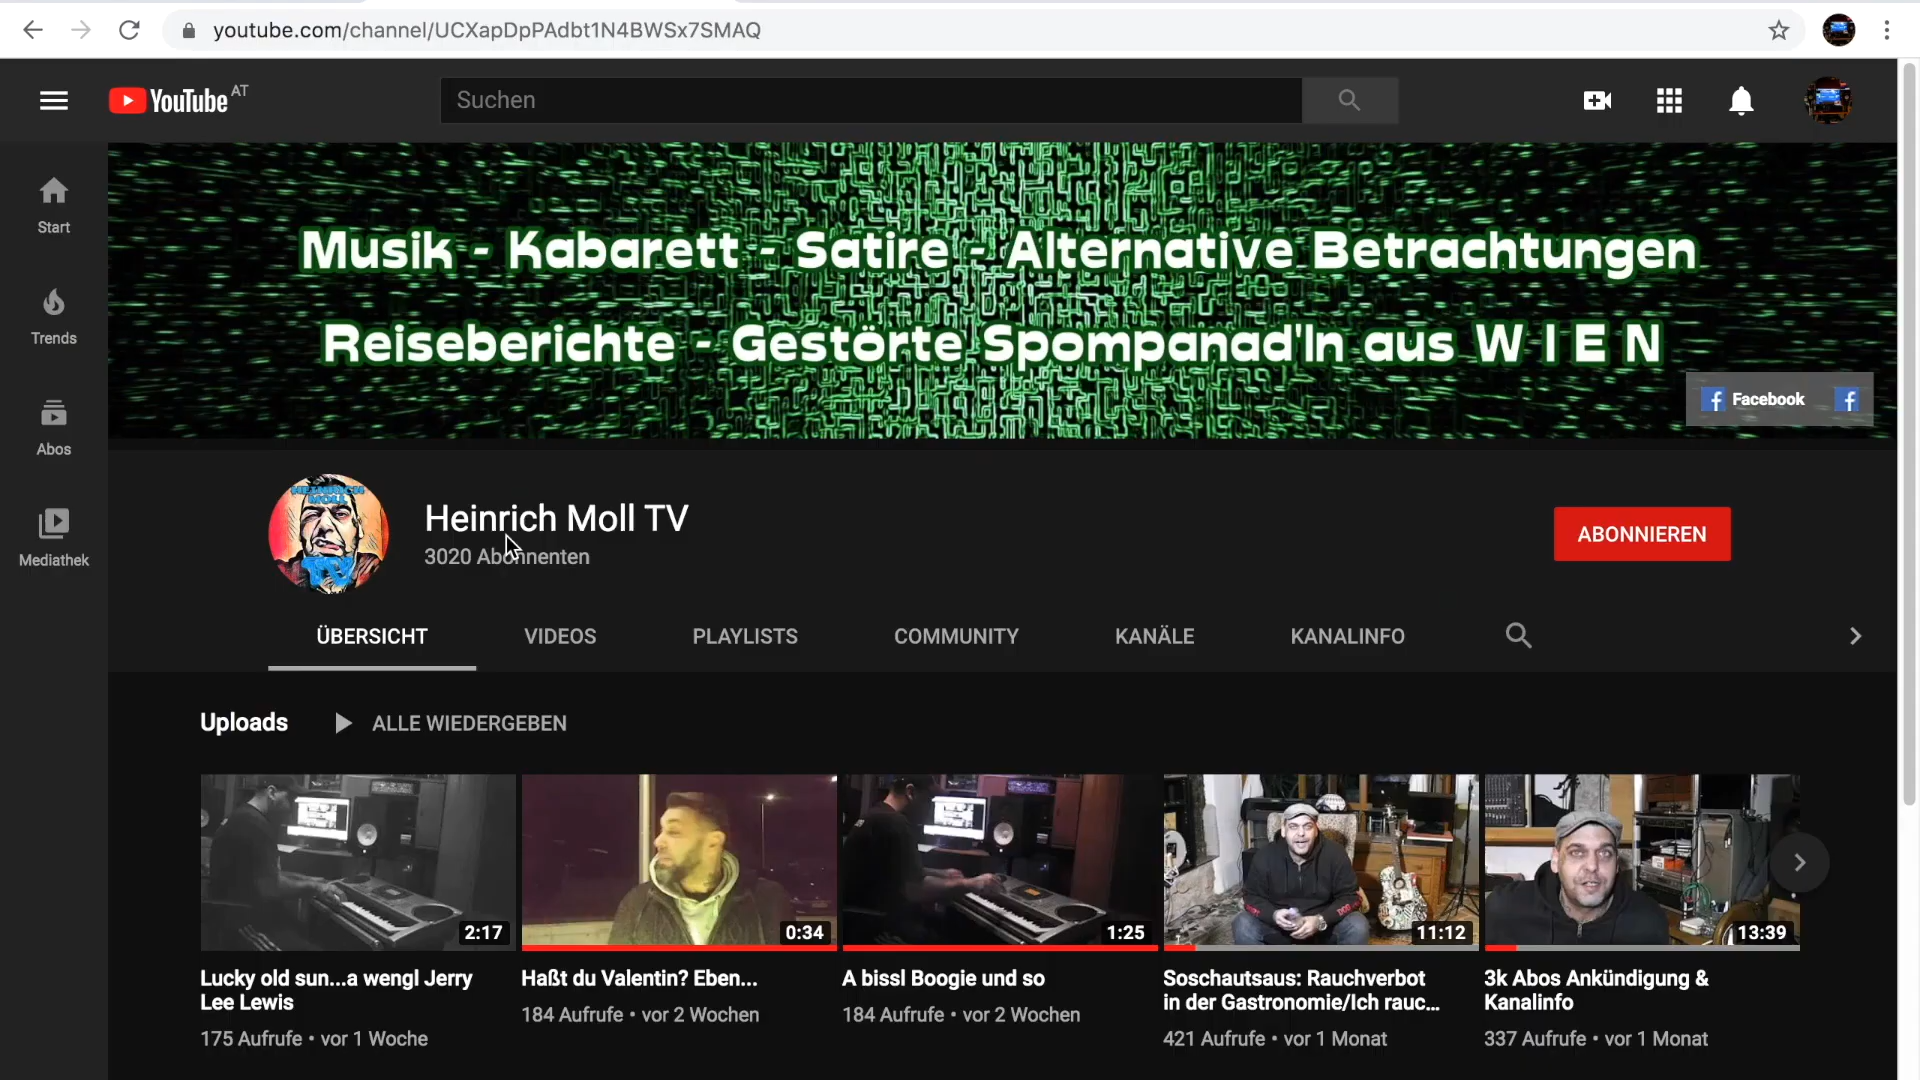 youtube.com/channel/UCXapDpPAdbt1N4BWSx7SMAQ
YouTube AT
Suchen
Start
Trends
Abos
Mediathek
Musik - Kabarett - Satire - Alternative Betrachtungen
Reiseberichte - Gestörte Spompanad'ln aus W I E N
Facebook
HEINRICH
MOLL
TV
Heinrich Moll TV
3020 Abonnenten
ABONNIEREN
ÜBERSICHT
VIDEOS
PLAYLISTS
COMMUNITY
KANÄLE
KANALINFO
Uploads
ALLE WIEDERGEBEN
2:17
0:34
1:25
11:12
13:39
Lucky old sun...a wengl Jerry
Lee Lewis
175 Aufrufe • vor 1 Woche
Haßt du Valentin? Eben...
184 Aufrufe • vor 2 Wochen
A bissl Boogie und so
184 Aufrufe • vor 2 Wochen
Soschautsaus: Rauchverbot
in der Gastronomie/Ich rauc...
421 Aufrufe • vor 1 Monat
3k Abos Ankündigung &
Kanalinfo
337 Aufrufe • vor 1 Monat